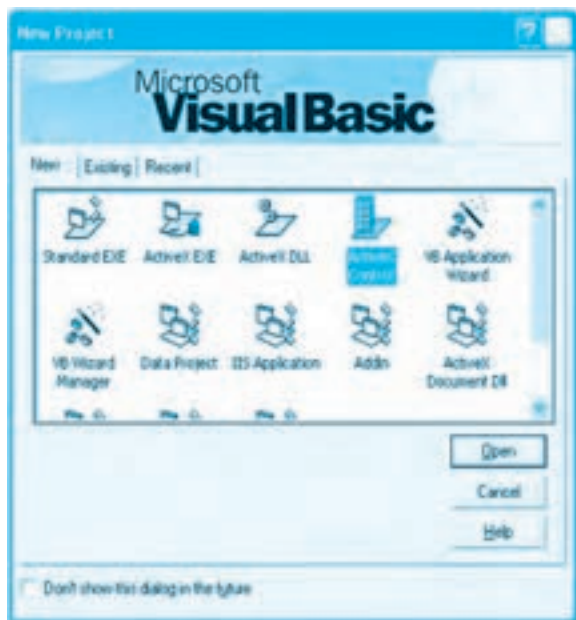 New Project
Microsoft
Visual Basic
New Existing Recent
Standard EXE ActiveX EXE ActiveX DLL ActiveX Control VB Application Wizard
VB Wizard Manager Data Project IIS Application Addin ActiveX Document Dll
Open
Cancel
Help
Don't show this dialog in the future